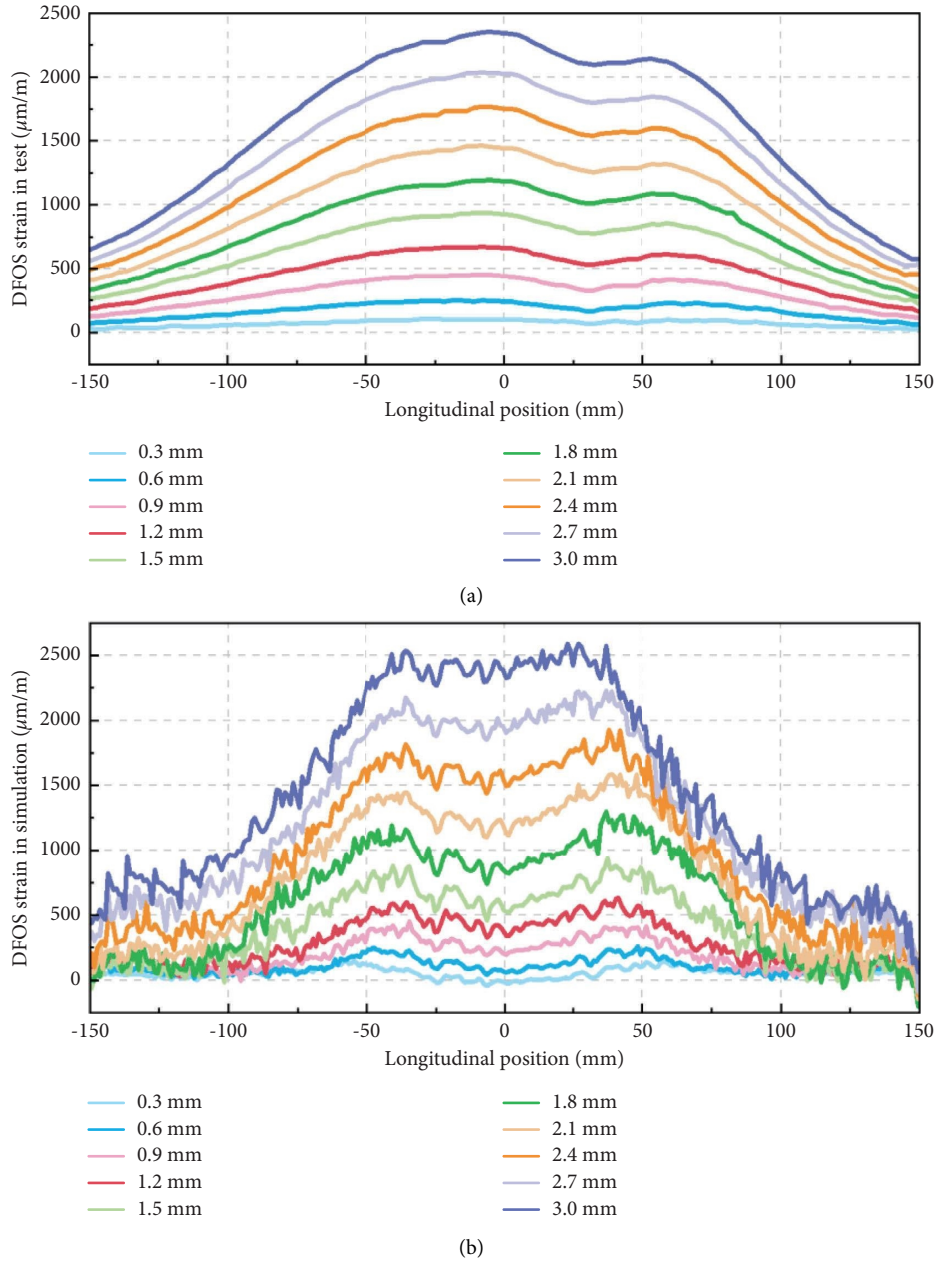 2500
2000
1500
1000
500
0
DFOS strain in test (μm/m)
-150 -100 -50 0 50 100 150
Longitudinal position (mm)
0.3 mm 1.8 mm
0.6 mm 2.1 mm
0.9 mm 2.4 mm
1.2 mm 2.7 mm
1.5 mm 3.0 mm
(a)
2500
2000
1500
1000
500
0
DFOS strain in simulation (μm/m)
-150 -100 -50 0 50 100 150
Longitudinal position (mm)
0.3 mm 1.8 mm
0.6 mm 2.1 mm
0.9 mm 2.4 mm
1.2 mm 2.7 mm
1.5 mm 3.0 mm
(b)